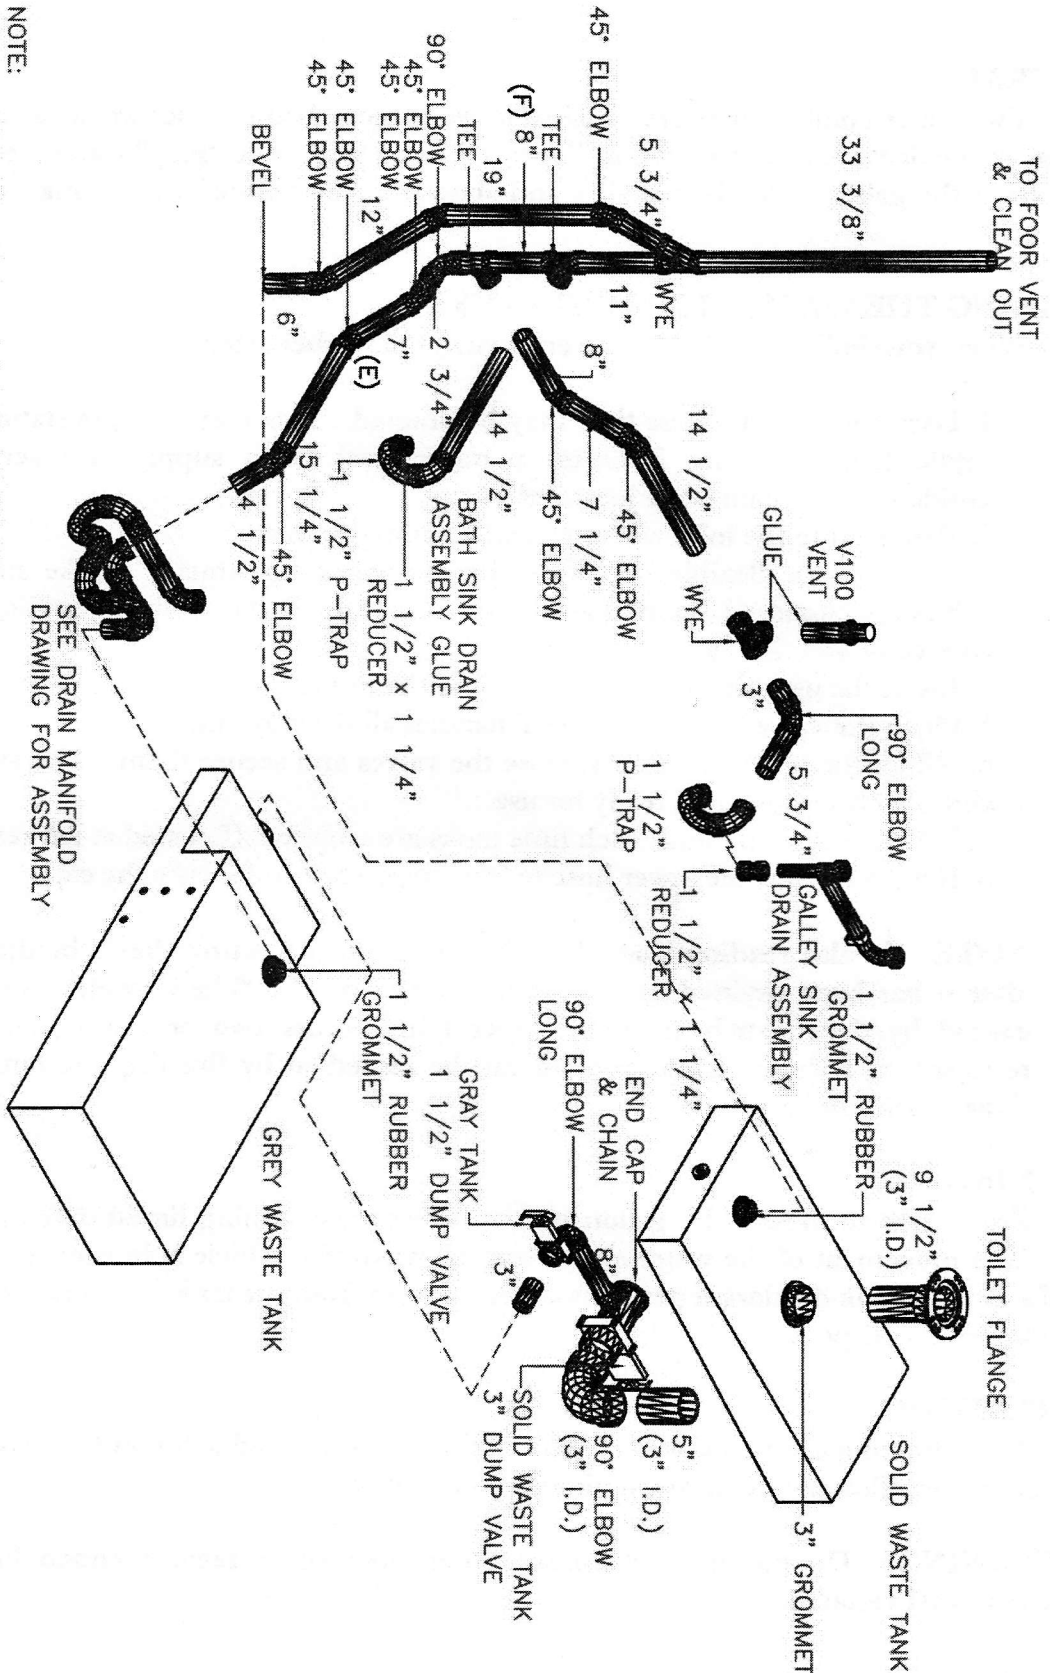 TO FOOR VENT
& CLEAN OUT
33 3/8"
5 3/4"
45° ELBOW
TEE
(F) 8"
19"
TEE
90° ELBOW
45° ELBOW
45° ELBOW
12"
45° ELBOW
45° ELBOW
BEVEL
NOTE:
WYE
11"
2 3/4"
7"
(E)
6"
14 1/2"
8"
45° ELBOW
7 1/4"
45° ELBOW
14 1/2"
BATH SINK DRAIN
ASSEMBLY GLUE
1 1/2" X 1 1/4"
REDUCER
1 1/2"
P-TRAP
15 1/4"
45° ELBOW
4 1/2"
SEE DRAIN MANIFOLD
DRAWING FOR ASSEMBLY
V100
VENT
GLUE
WYE
90° ELBOW
LONG
3"
5 3/4"
1 1/2"
P-TRAP
GALLEY SINK
DRAIN ASSEMBLY
1 1/2" X 1 1/4"
REDUCER
1 1/2" RUBBER
GROMMET
9 1/2"
(3" I.D.)
TOILET FLANGE
SOLID WASTE TANK
3" GROMMET
END CAP
& CHAIN
90° ELBOW
LONG
8"
GRAY TANK
1 1/2" DUMP VALVE
3"
5"
(3" I.D.)
90° ELBOW
(3" I.D.)
SOLID WASTE TANK
3" DUMP VALVE
1 1/2" RUBBER
GROMMET
GREY WASTE TANK